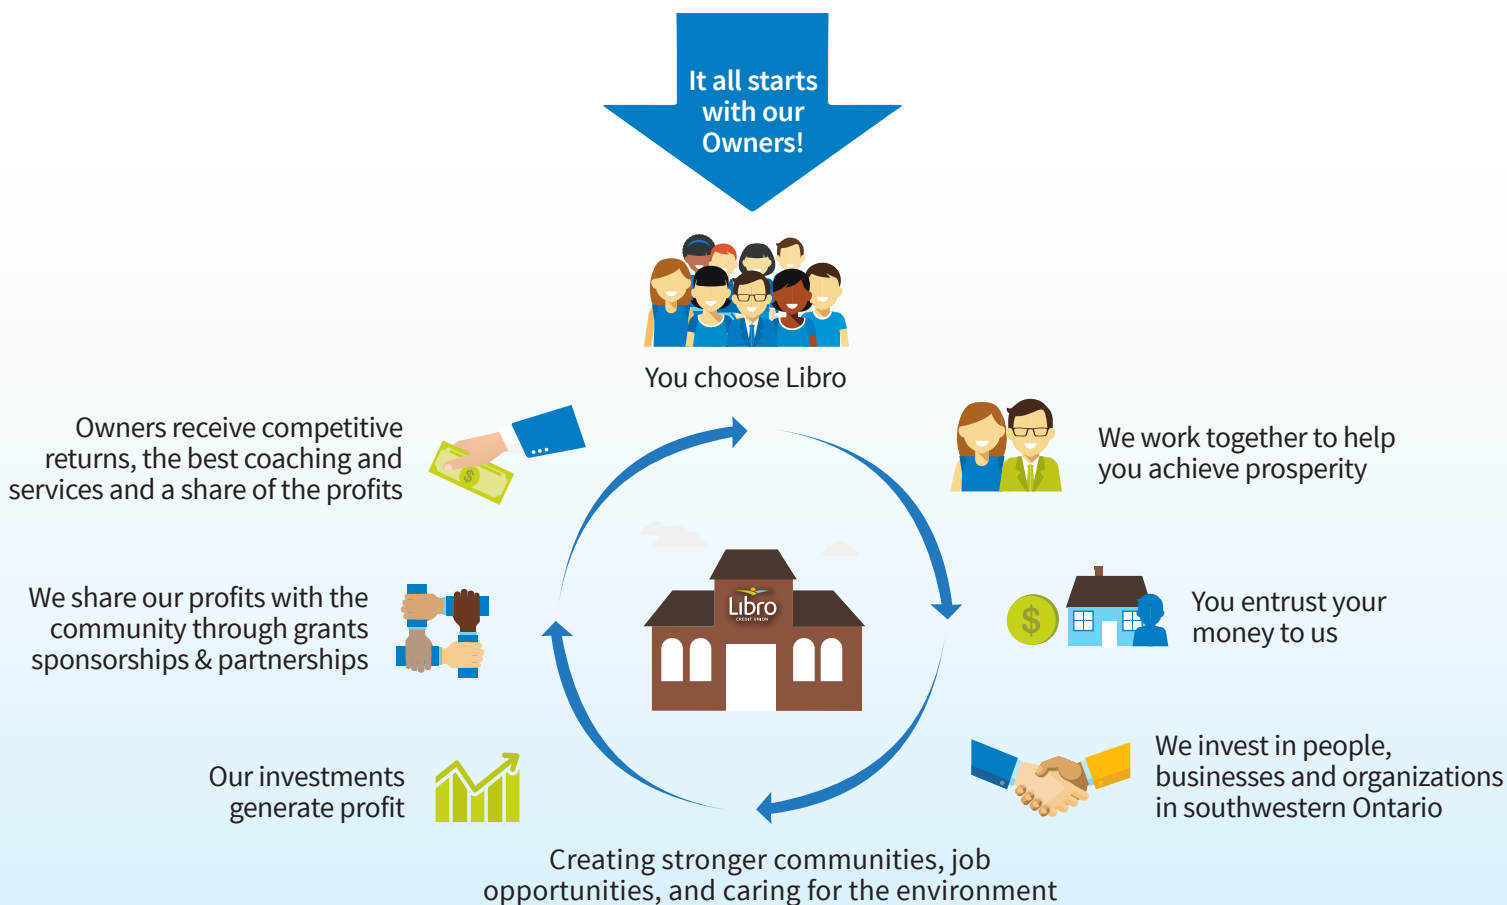 It all starts
with our
Owners!
You choose Libro
We work together to help
you achieve prosperity
$
You entrust your
money to us
We invest in people,
businesses and organizations
in southwestern Ontario
Creating stronger communities, job
opportunities, and caring for the environment
Our investments
generate profit
We share our profits with the
community through grants
sponsorships & partnerships
Owners receive competitive
returns, the best coaching and
services and a share of the profits
$
Libro
CREDIT UNION